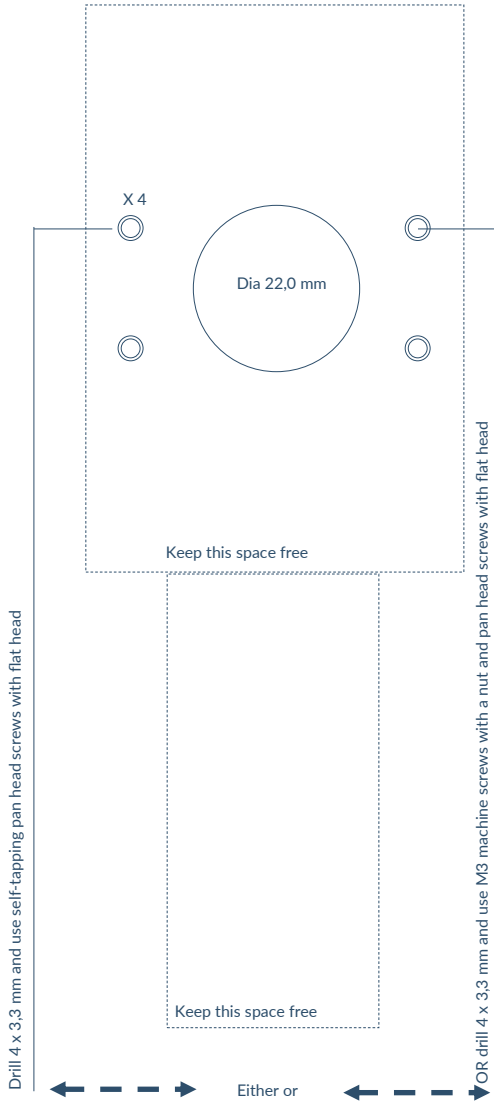 X 4
Dia 22,0 mm
Keep this space free
Keep this space free
Drill 4 x 3,3 mm and use self-tapping pan head screws with flat head
OR drill 4 x 3,3 mm and use M3 machine screws with a nut and pan head screws with flat head
Either or